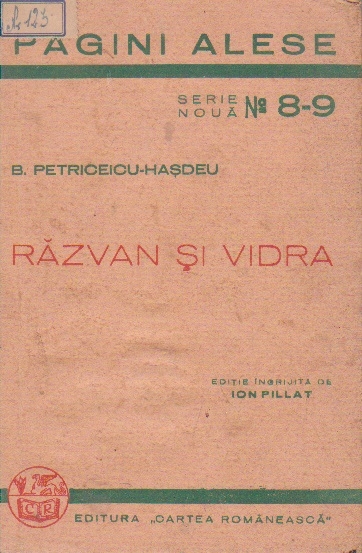 PAGINI ALESE
SERIE
NOUĂ № 8-9
B. PETRICEICU-HAȘDEU
RĂZVAN ȘI VIDRA
EDIȚIE ÎNGRIJITĂ DE
ION PILLAT
CR
EDITURA „CARTEA ROMÂNEASCĂ"